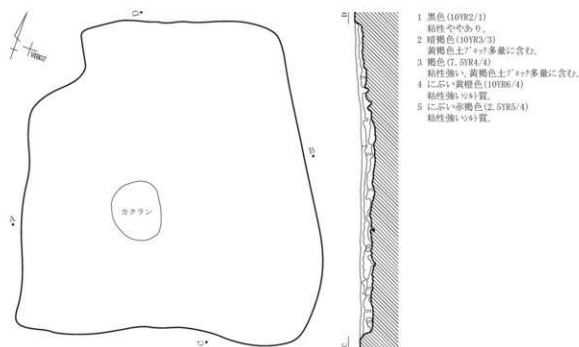 カクラン
A
B
1 黒色(10YR2/1)
粘性ややあり。
2 暗褐色(10YR3/3)
黄褐色土ブロック多量に含む。
3 褐色(7.5YR4/4)
粘性強い、黄褐色土ブロック多量に含む。
4 にぶい黄橙色(10YR6/4)
粘性強いシルト質。
5 にぶい赤褐色(2.5YR5/4)
粘性強いシルト質。